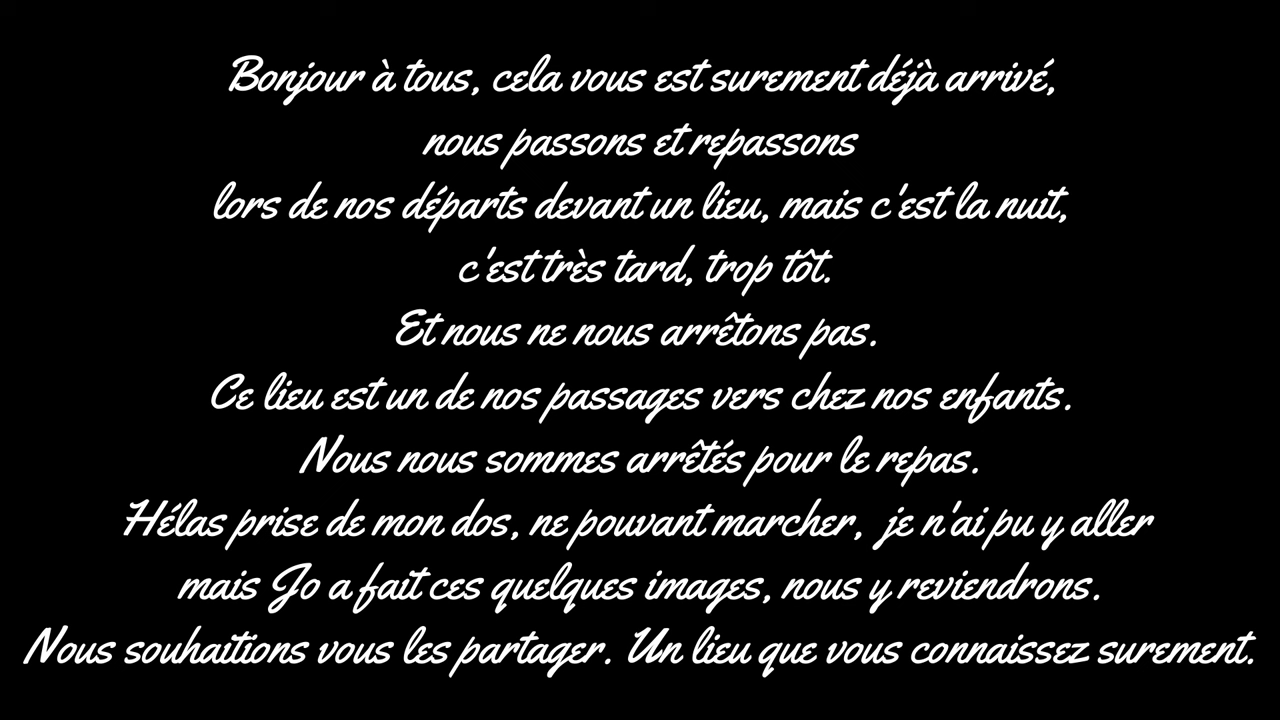 Bonjour à tous, cela vous est surement déjà arrivé,
nous passons et repassons
lors de nos départs devant un lieu, mais c'est la nuit,
c'est très tard, trop tôt.
Et nous ne nous arrêtons pas.
Ce lieu est un de nos passages vers chez nos enfants.
Nous nous sommes arrêtés pour le repas.
Hélas prise de mon dos, ne pouvant marcher, je n'ai pu y aller
mais Jo a fait ces quelques images, nous y reviendrons.
Nous souhaitions vous les partager. Un lieu que vous connaissez surement.